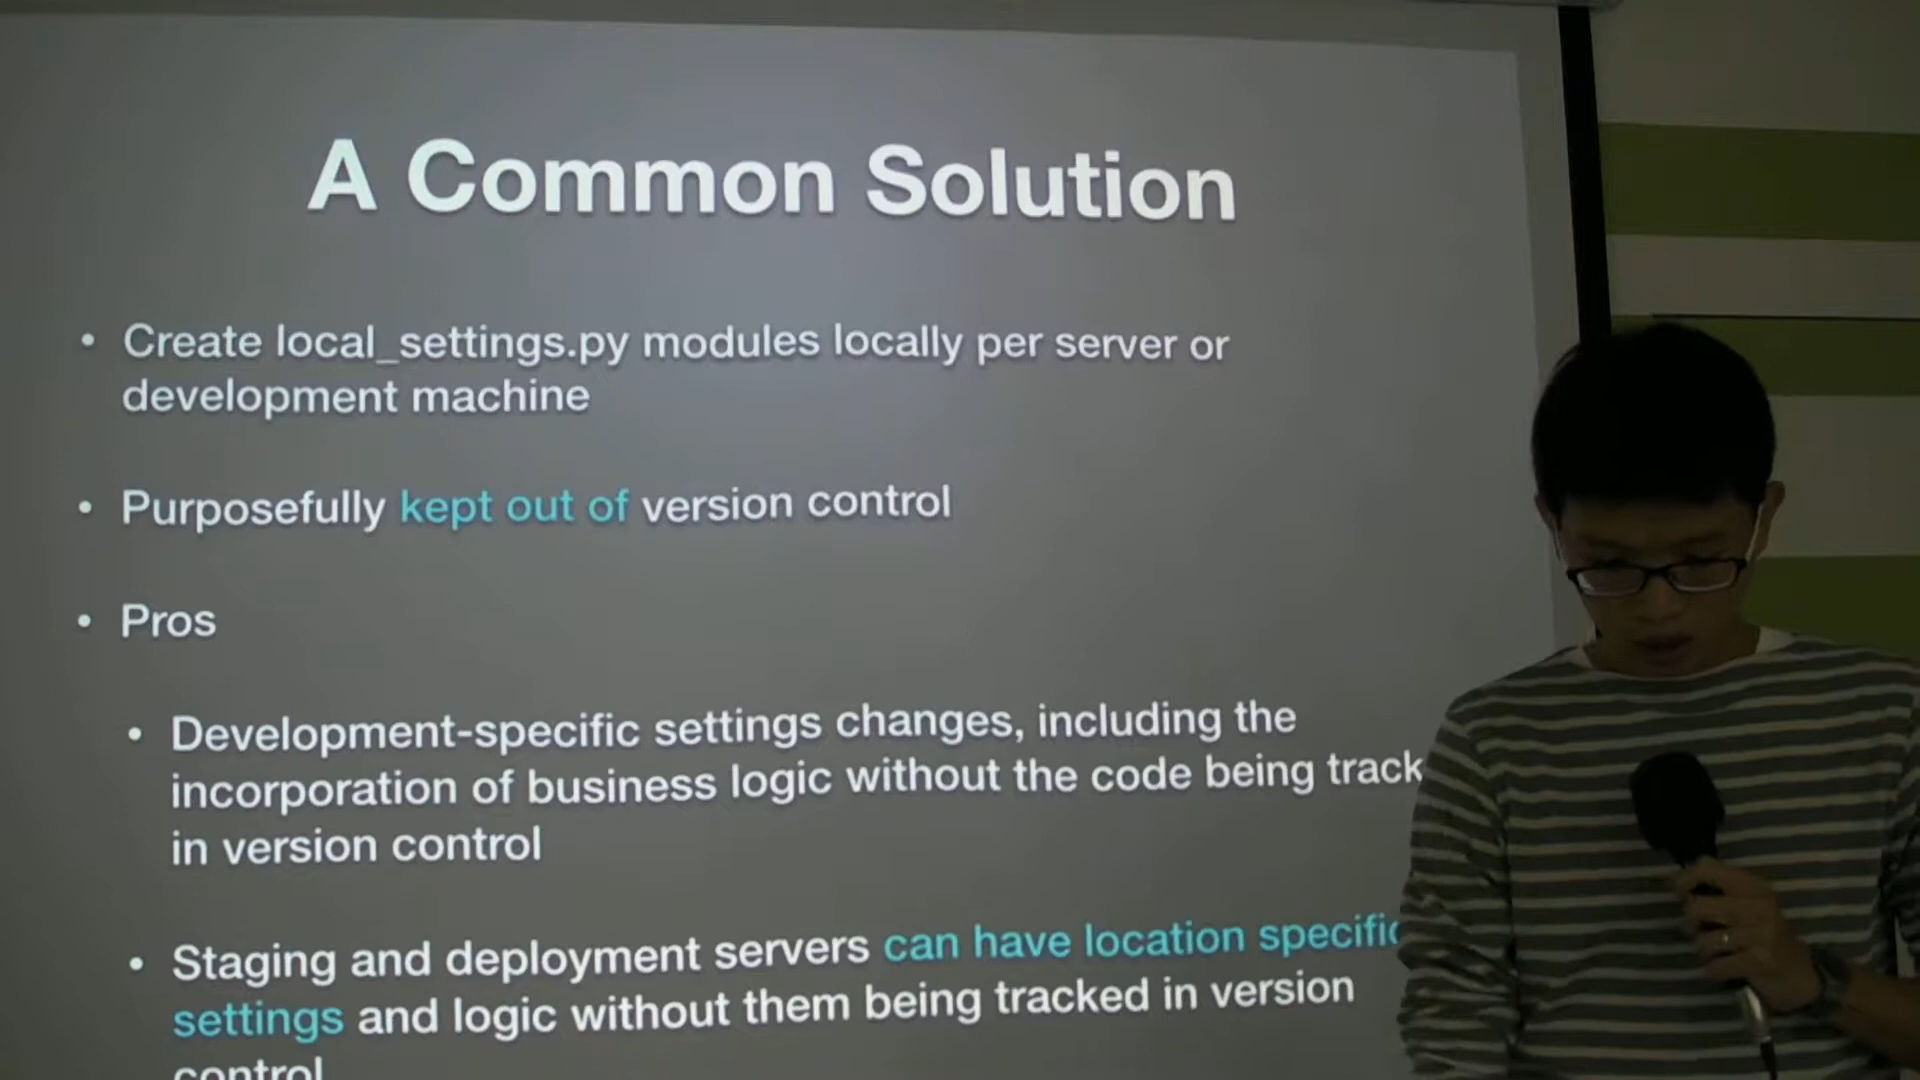 A Common Solution
• Create local_settings.py modules locally per server or
development machine
• Purposefully kept out of version control
• Pros
• Development-specific settings changes, including the
incorporation of business logic without the code being track
in version control
• Staging and deployment servers can have location specific
settings and logic without them being tracked in version
control